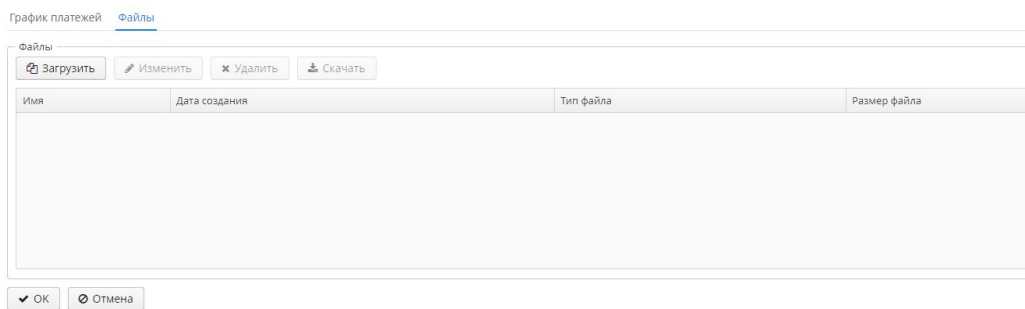 График платежей Файлы
Файлы
Загрузить Изменить Удалить Скачать
Имя Дата создания Тип файла Размер файла
OK Отмена